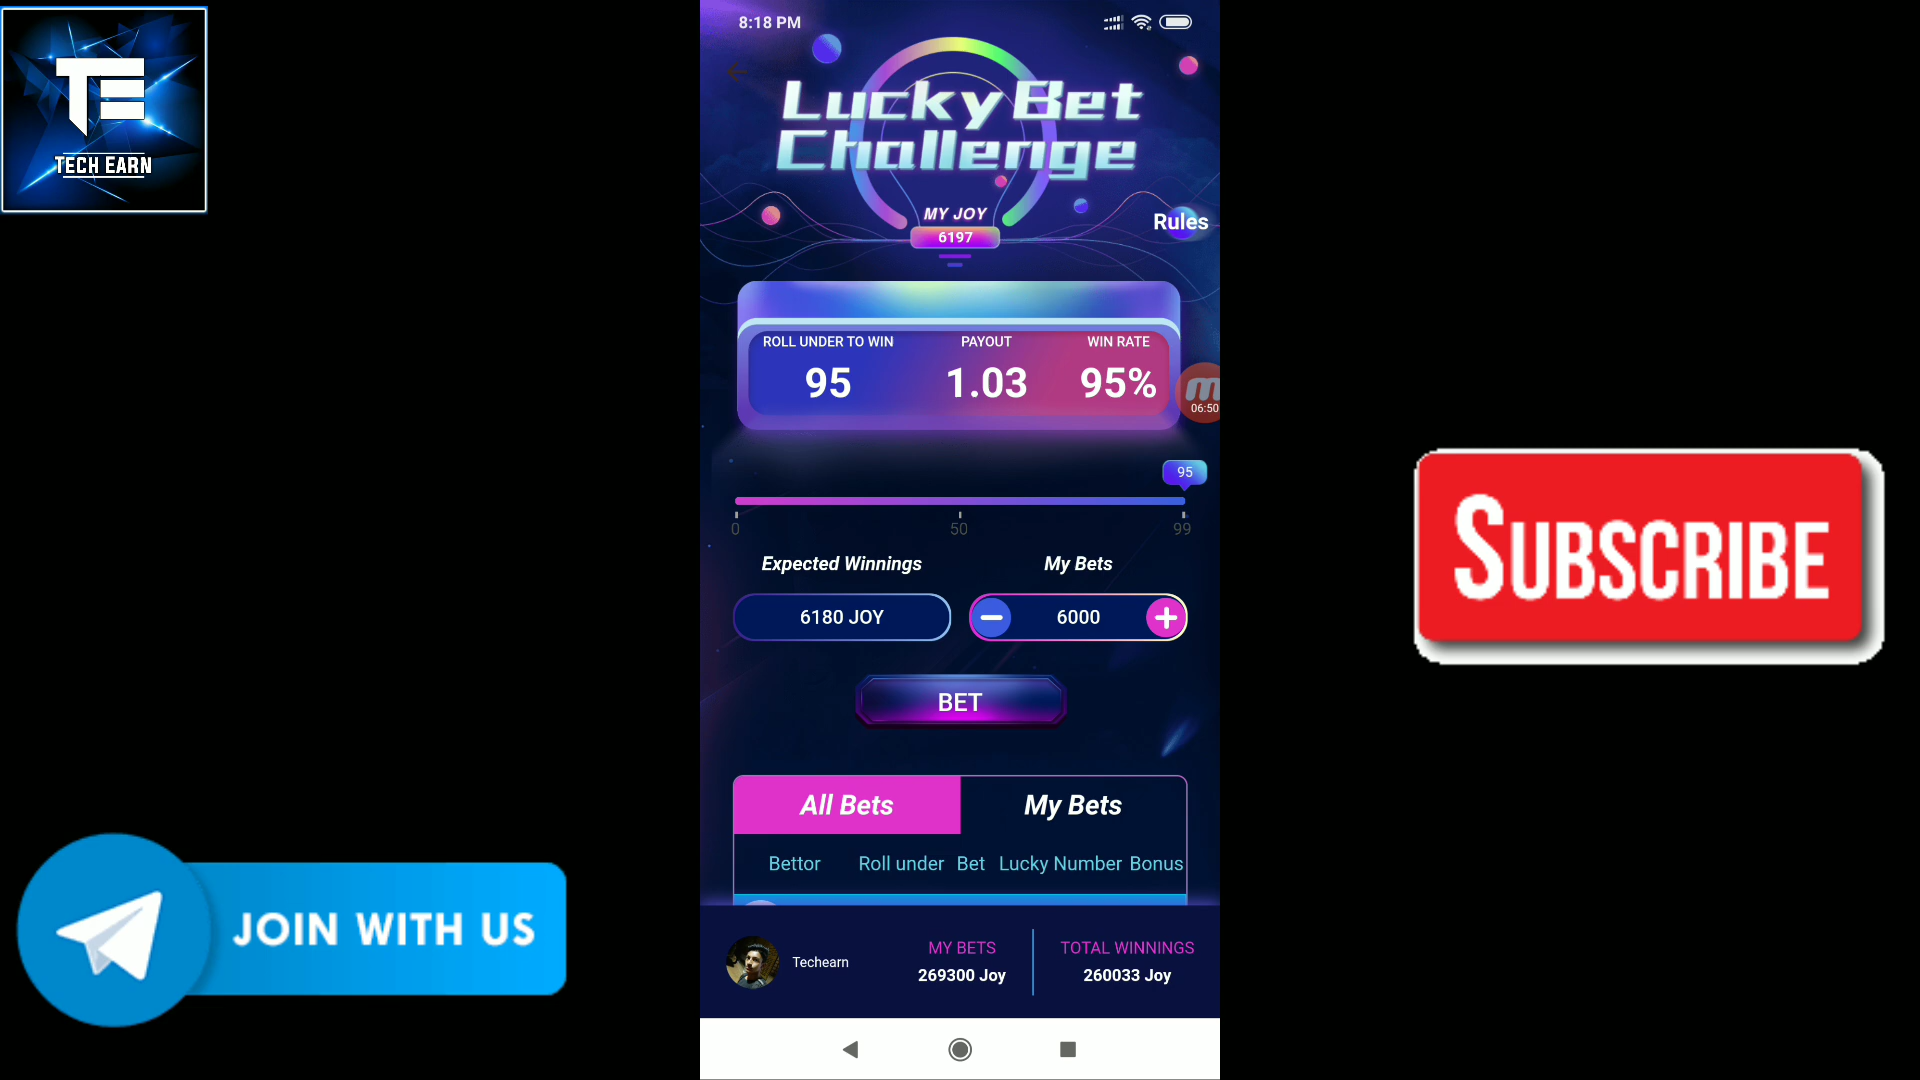 TE
TECH EARN
8:18 PM
Lucky Bet
Challenge
MY JOY
6197
Rules
ROLL UNDER TO WIN PAYOUT WIN RATE
95 1.03 95%
06:50
95
0 50 99
Expected Winnings My Bets
6180 JOY 6000
BET
All Bets My Bets
Bettor Roll under Bet Lucky Number Bonus
Techearn
MY BETS TOTAL WINNINGS
269300 Joy 260033 Joy
JOIN WITH US
SUBSCRIBE